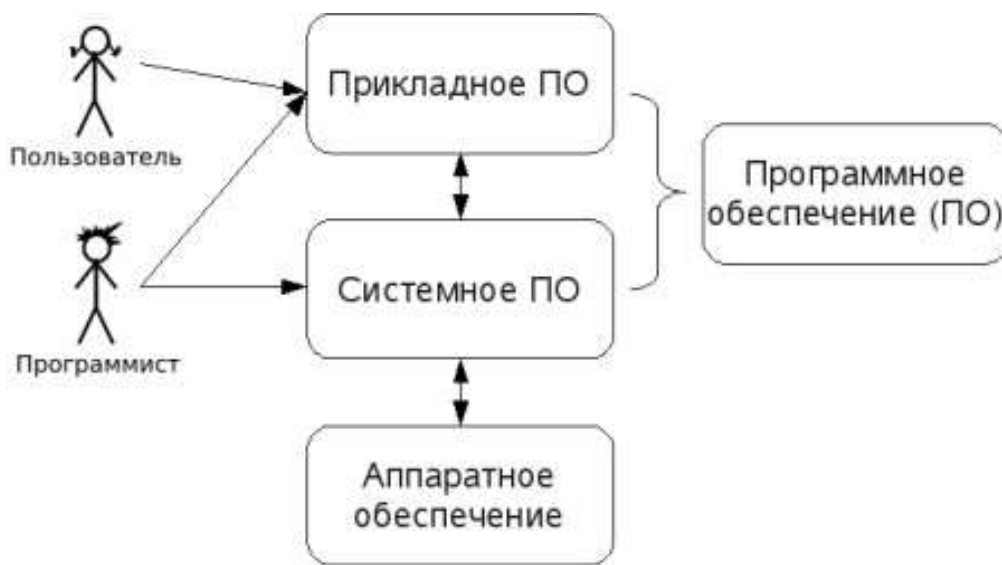 Прикладное ПО
Пользователь
Программное
обеспечение (ПО)
Системное ПО
Программист
Аппаратное
обеспечение